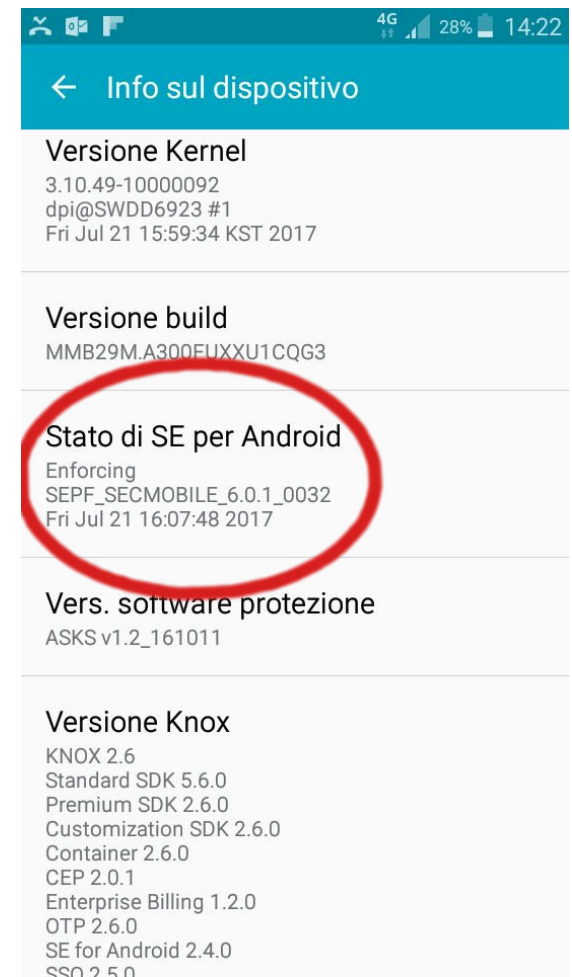 4G 28% 14:22
Info sul dispositivo
Versione Kernel
3.10.49-10000092
dpi@SWDD6923 #1
Fri Jul 21 15:59:34 KST 2017
Versione build
MMB29M.A300FUXXU1CQG3
Stato di SE per Android
Enforcing
SEPF_SECMOBILE_6.0.1_0032
Fri Jul 21 16:07:48 2017
Vers. software protezione
ASKS v1.2_161011
Versione Knox
KNOX 2.6
Standard SDK 5.6.0
Premium SDK 2.6.0
Customization SDK 2.6.0
Container 2.6.0
CEP 2.0.1
Enterprise Billing 1.2.0
OTP 2.6.0
SE for Android 2.4.0
SSO 2.5.0